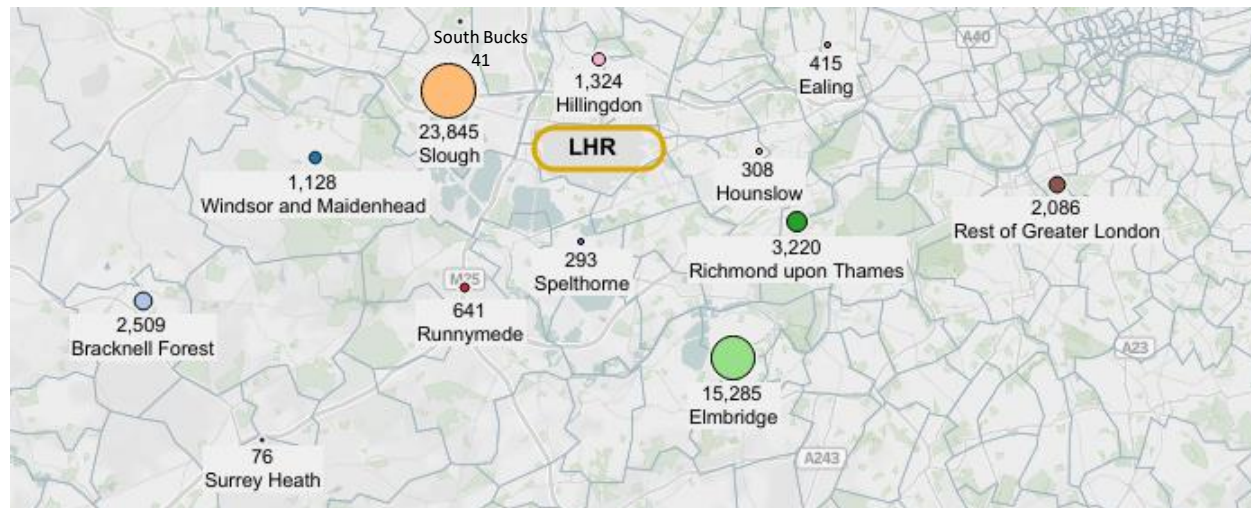 South Bucks
41
A40
415
Ealing
1,324
Hillingdon
23,845
Slough
LHR
308
Hounslow
1,128
Windsor and Maidenhead
2,086
Rest of Greater London
3,220
Richmond upon Thames
293
Spelthorne
M25
641
Runnymede
2,509
Bracknell Forest
A23
15,285
Elmbridge
76
Surrey Heath
A243